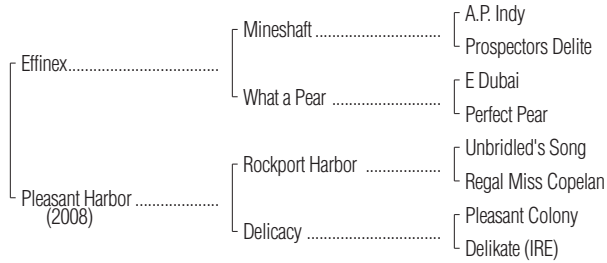 A.P. Indy
Mineshaft
Prospectors Delite
Effinex
E Dubai
What a Pear
Perfect Pear
Unbridled's Song
Rockport Harbor
Regal Miss Copelan
Pleasant Harbor
(2008)
Pleasant Colony
Delicacy
Delikate (IRE)